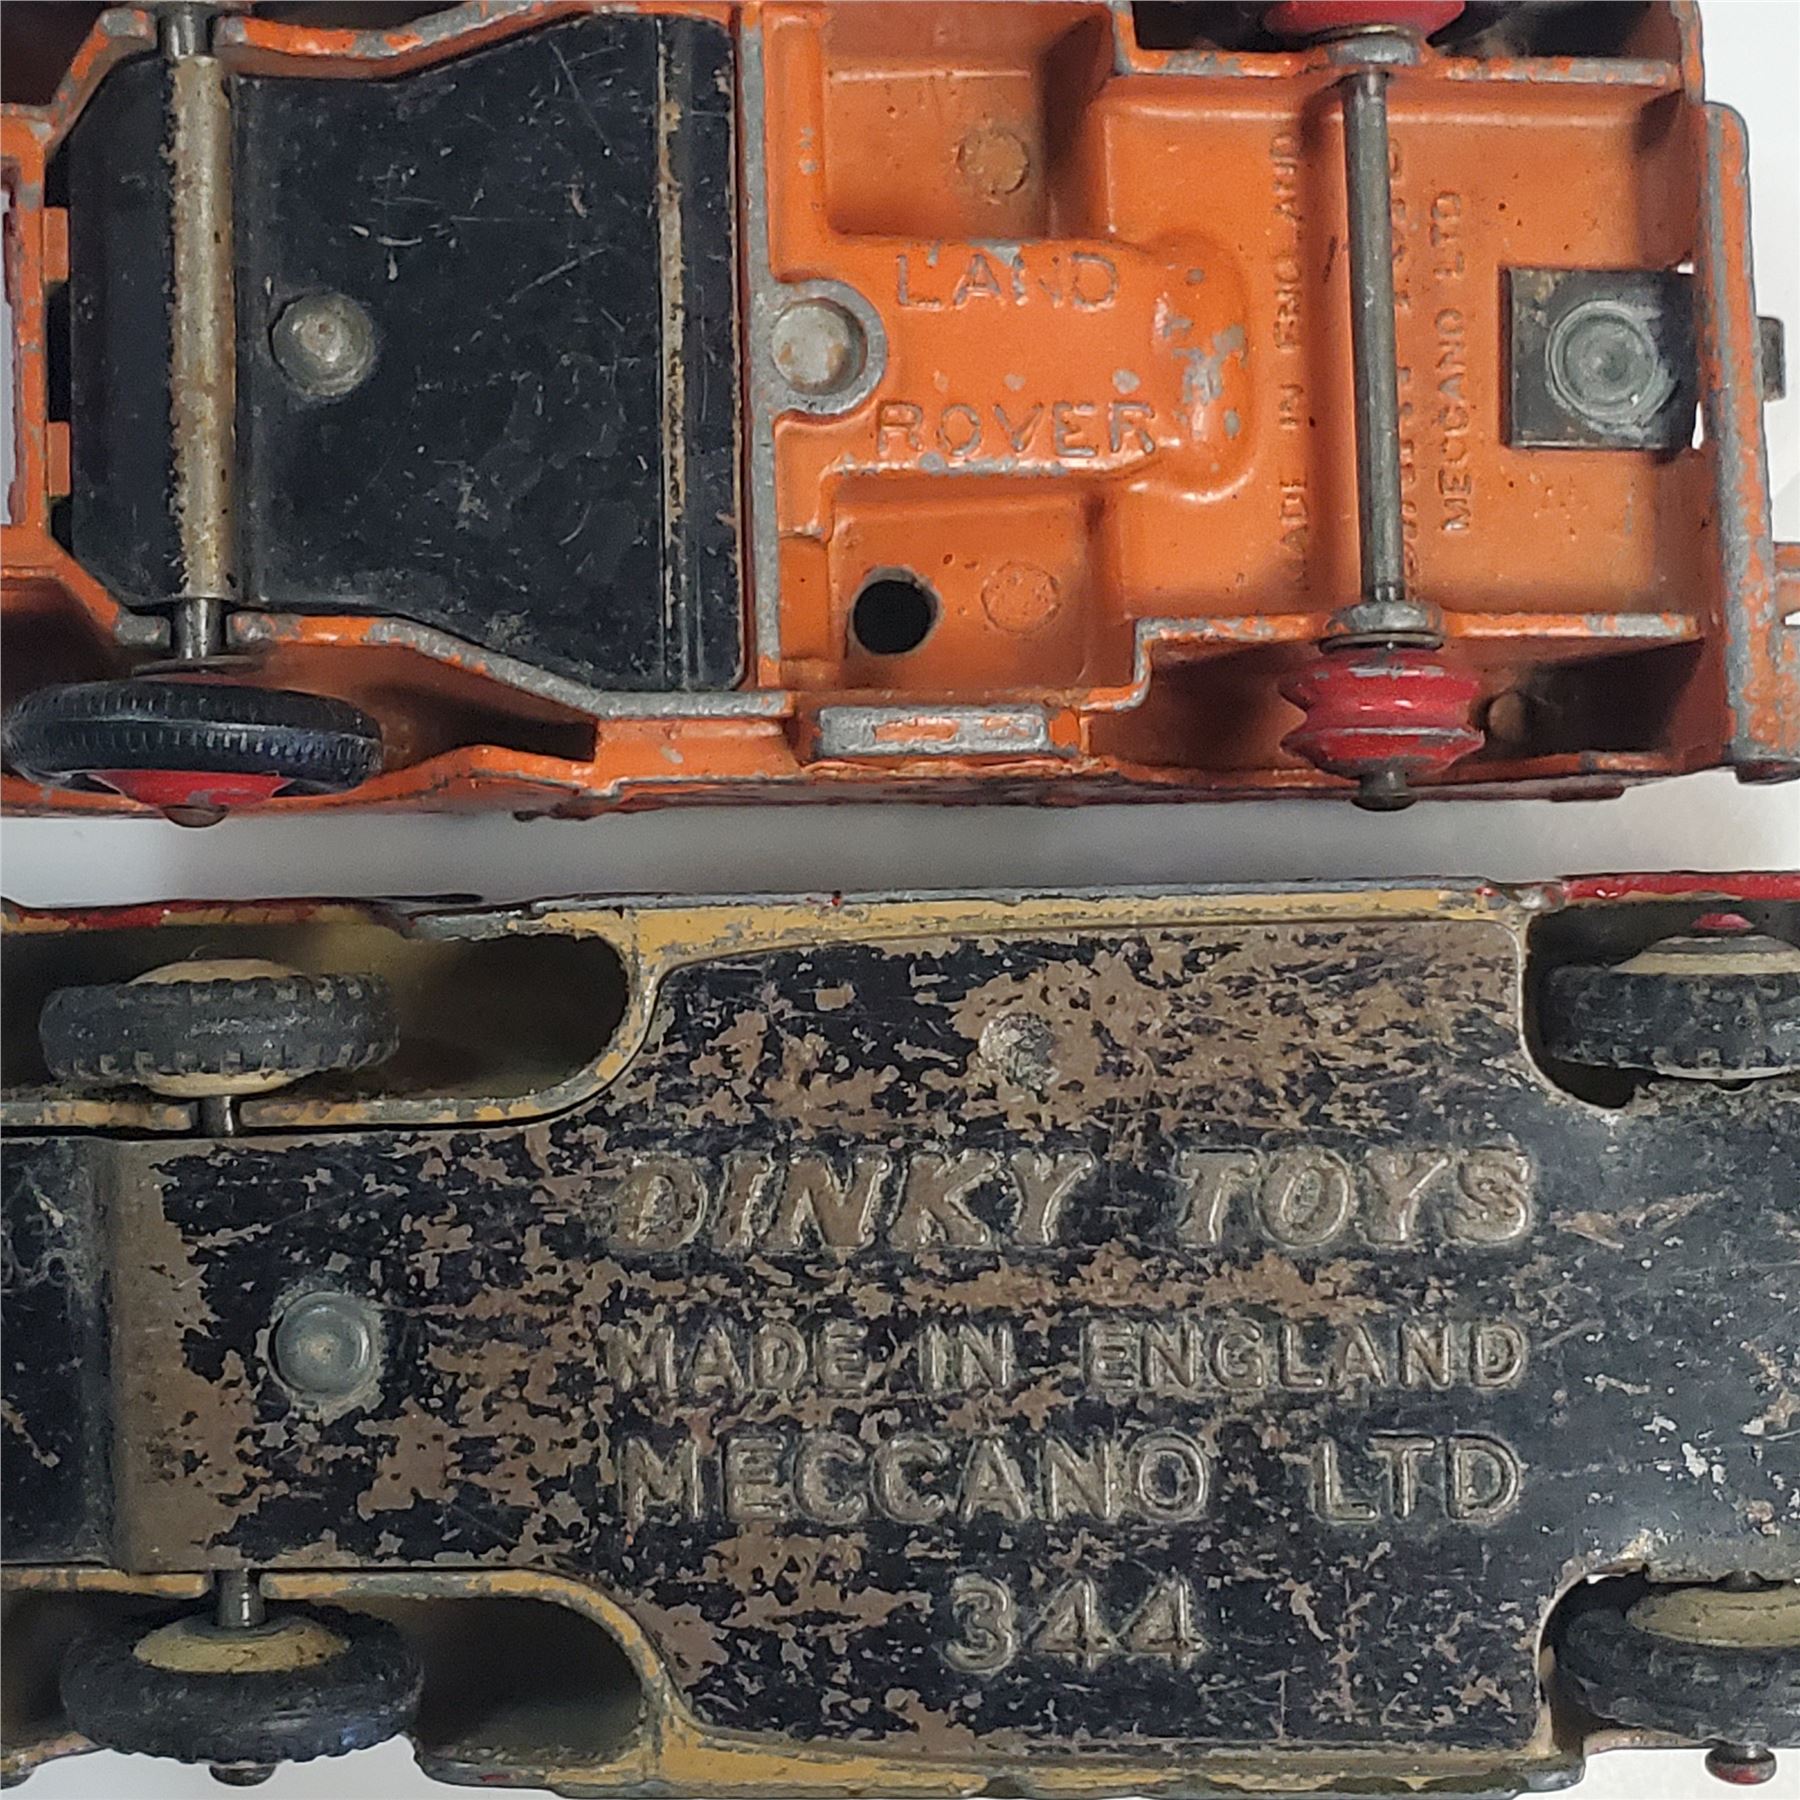 LAND
ROVER
MADE IN ENGLAND
MECCANO LTD
DINKY TOYS
MADE IN ENGLAND
MECCANO LTD
344